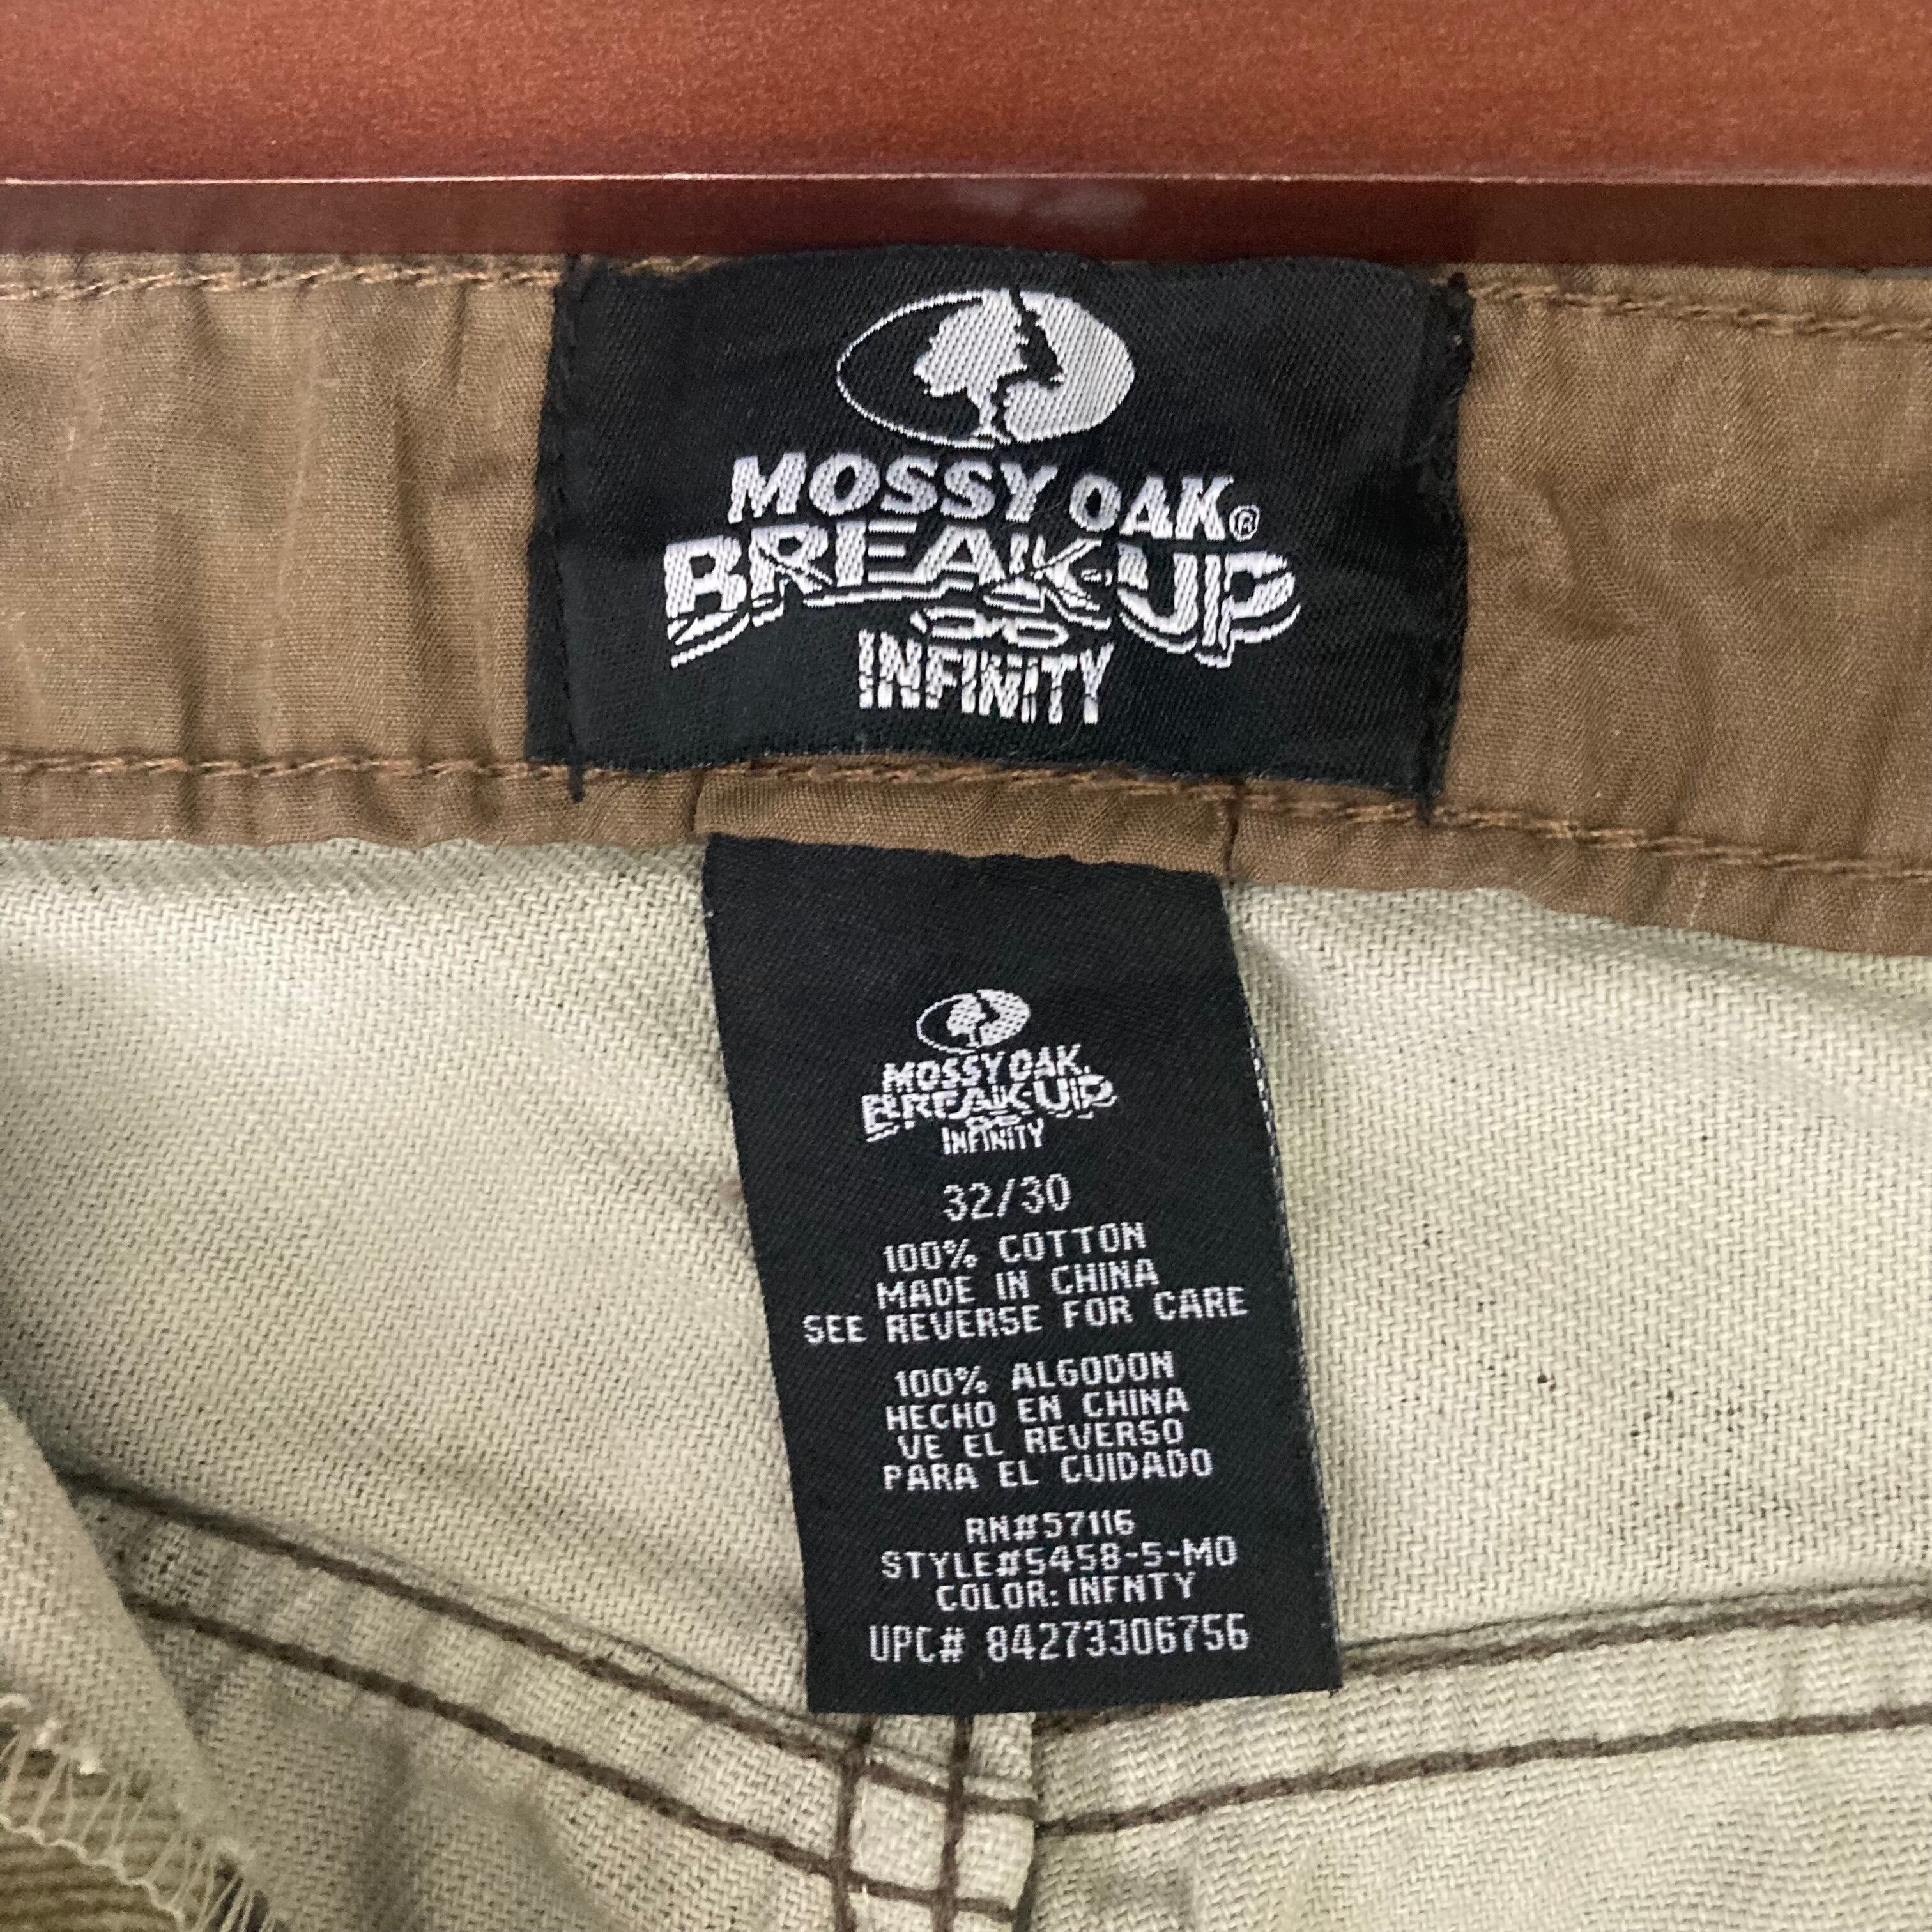 MOSSY OAK®
BREAK-UP
INFINITY
MOSSY OAK.
BREAK-UP
INFINITY
32/30
100% COTTON
MADE IN CHINA
SEE REVERSE FOR CARE
100% ALGODON
HECHO EN CHINA
VE EL REVERSO
PARA EL CUIDADO
RN#57116
STYLE#5458-5-MO
COLOR: INFNTY
UPC# 84273306756